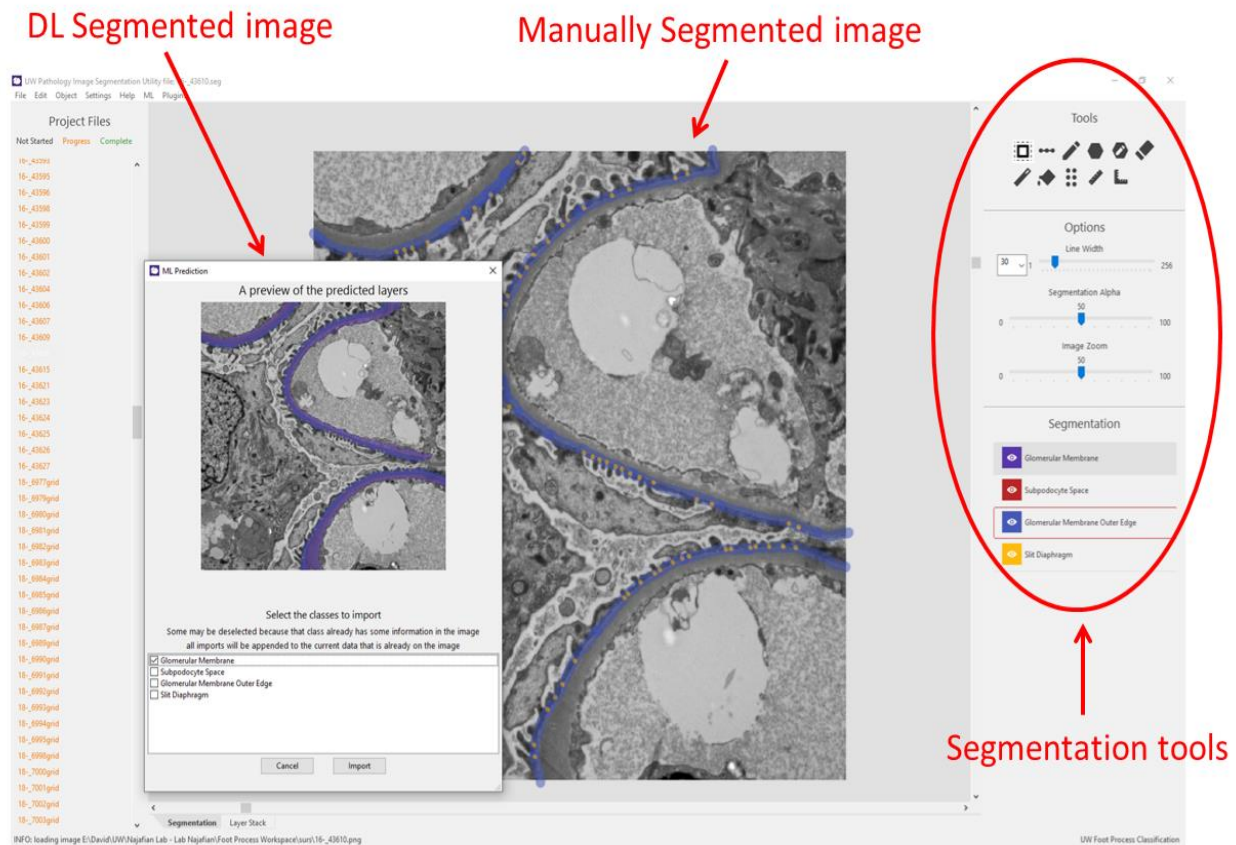 DL Segmented image
Manually Segmented image
UW Pathology Image Segmentation Utility file: 16-_43610.seg
File Edit Object Settings Help ML Plugin
Project Files
Not Started Progress Complete
16-_43593
16-_43595
16-_43596
16-_43598
16-_43599
16-_43600
16-_43601
16-_43602
16-_43604
16-_43606
16-_43607
16-_43609
16-_43615
16-_43621
16-_43623
16-_43624
16-_43625
16-_43626
16-_43627
18-_6977grid
18-_6979grid
18-_6980grid
18-_6981grid
18-_6982grid
18-_6983grid
18-_6984grid
18-_6985grid
18-_6986grid
18-_6987grid
18-_6989grid
18-_6990grid
18-_6991grid
18-_6992grid
18-_6993grid
18-_6994grid
18-_6995grid
18-_6998grid
18-_7000grid
18-_7001grid
18-_7002grid
18-_7003grid
ML Prediction
A preview of the predicted layers
Select the classes to import
Some may be deselected because that class already has some information in the image
all imports will be appended to the current data that is already on the image
Glomerular Membrane
Subpodocyte Space
Glomerular Membrane Outer Edge
Slit Diaphragm
Cancel Import
Tools
Options
Line Width
30 1 256
Segmentation Alpha
50
0 100
Image Zoom
50
0 100
Segmentation
Glomerular Membrane
Subpodocyte Space
Glomerular Membrane Outer Edge
Slit Diaphragm
Segmentation tools
Segmentation Layer Stack
INFO: loading image E:\David\UW\Najafian Lab - Lab Najafian\Foot Process Workspace\surs\16-_43610.png
UW Foot Process Classification